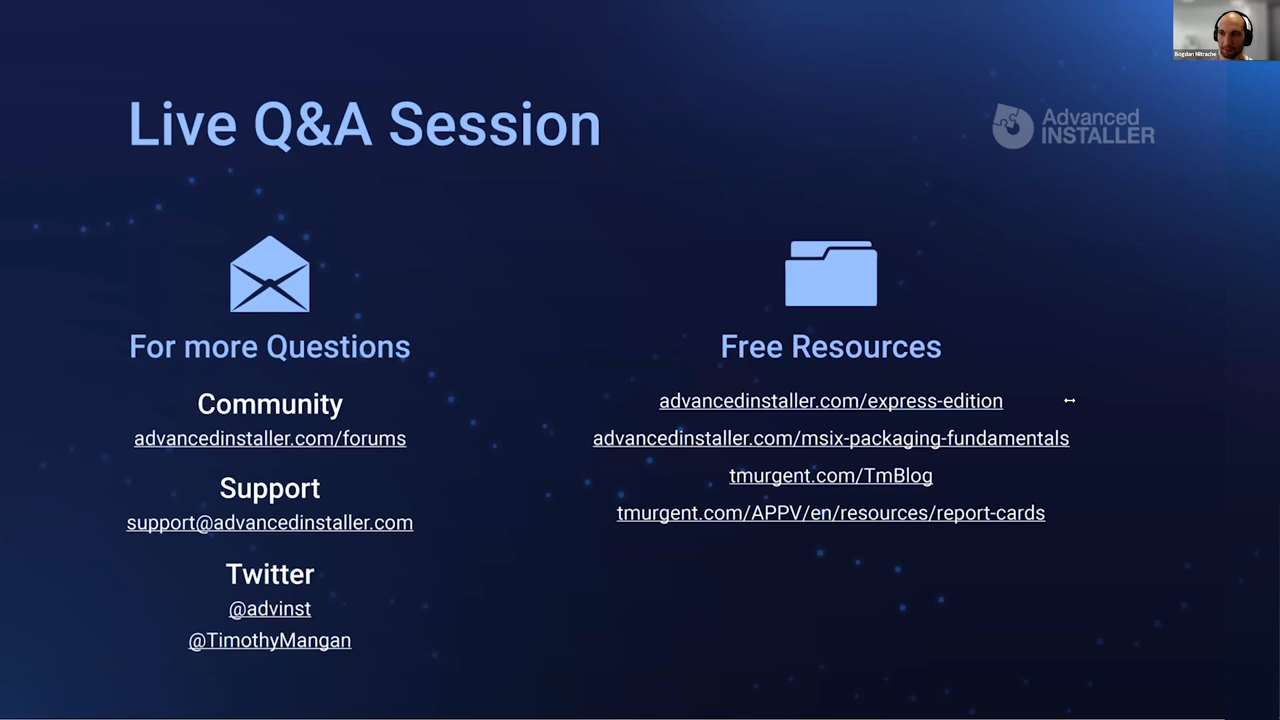 Bogdan Mitrache
Live Q&A Session
Advanced
INSTALLER
For more Questions
Community
advancedinstaller.com/forums
Support
support@advancedinstaller.com
Twitter
@advinst
@TimothyMangan
Free Resources
advancedinstaller.com/express-edition
advancedinstaller.com/msix-packaging-fundamentals
tmurgent.com/TmBlog
tmurgent.com/APPV/en/resources/report-cards